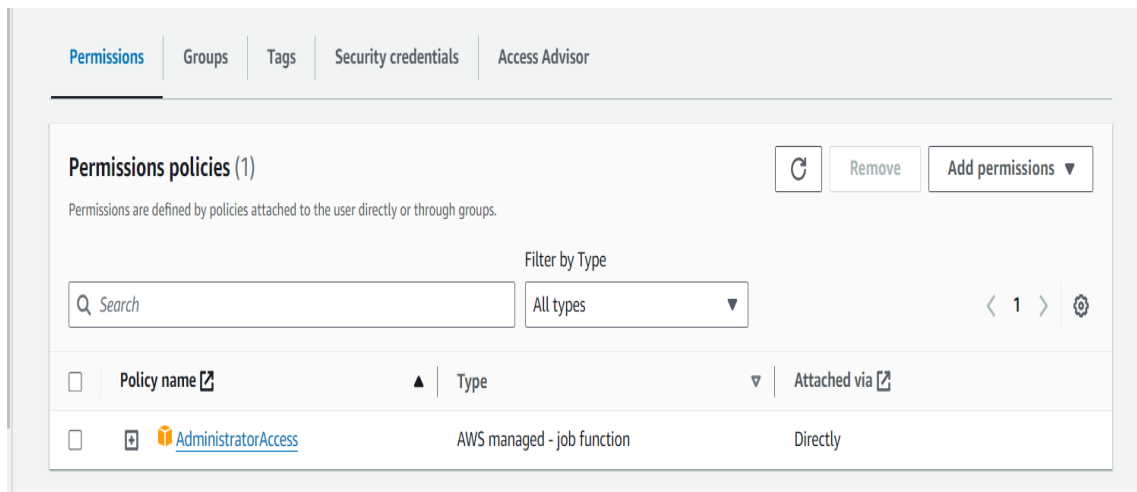 Permissions Groups Tags Security credentials Access Advisor
Permissions policies (1)
Remove Add permissions
Permissions are defined by policies attached to the user directly or through groups.
Filter by Type
Search All types 1
Policy name Type Attached via
AdministratorAccess AWS managed - job function Directly